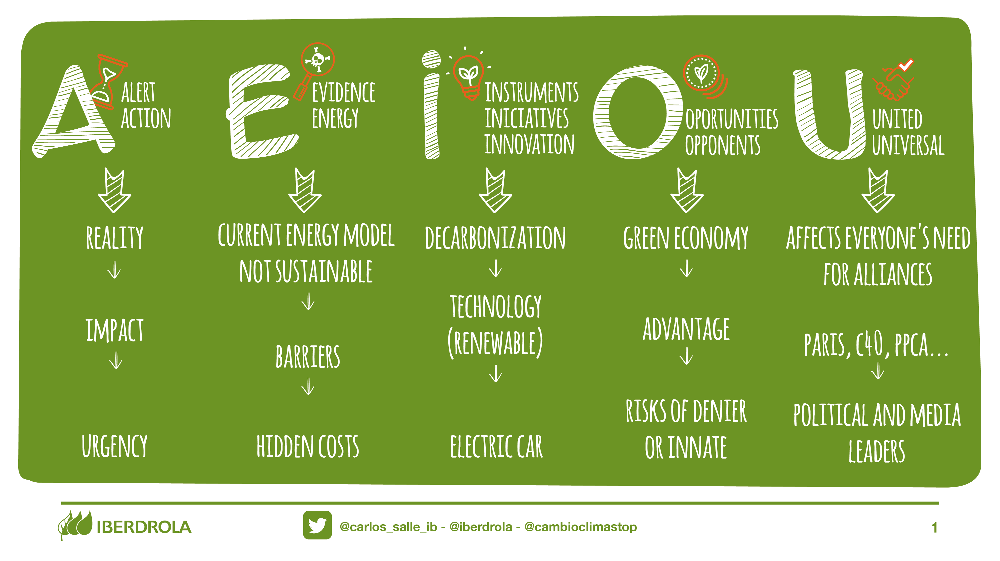 A
ALERT
ACTION
REALITY
IMPACT
URGENCY
E
EVIDENCE
ENERGY
CURRENT ENERGY MODEL
NOT SUSTAINABLE
BARRIERS
HIDDEN COSTS
i
INSTRUMENTS
INICIATIVES
INNOVATION
DECARBONIZATION
TECHNOLOGY
(RENEWABLE)
ELECTRIC CAR
O
OPORTUNITIES
OPPONENTS
GREEN ECONOMY
ADVANTAGE
RISKS OF DENIER
OR INNATE
U
UNITED
UNIVERSAL
AFFECTS EVERYONE'S NEED
FOR ALLIANCES
PARIS, C40, PPCA...
POLITICAL AND MEDIA
LEADERS
IBERDROLA
@carlos_salle_ib - @iberdrola - @cambioclimastop
1